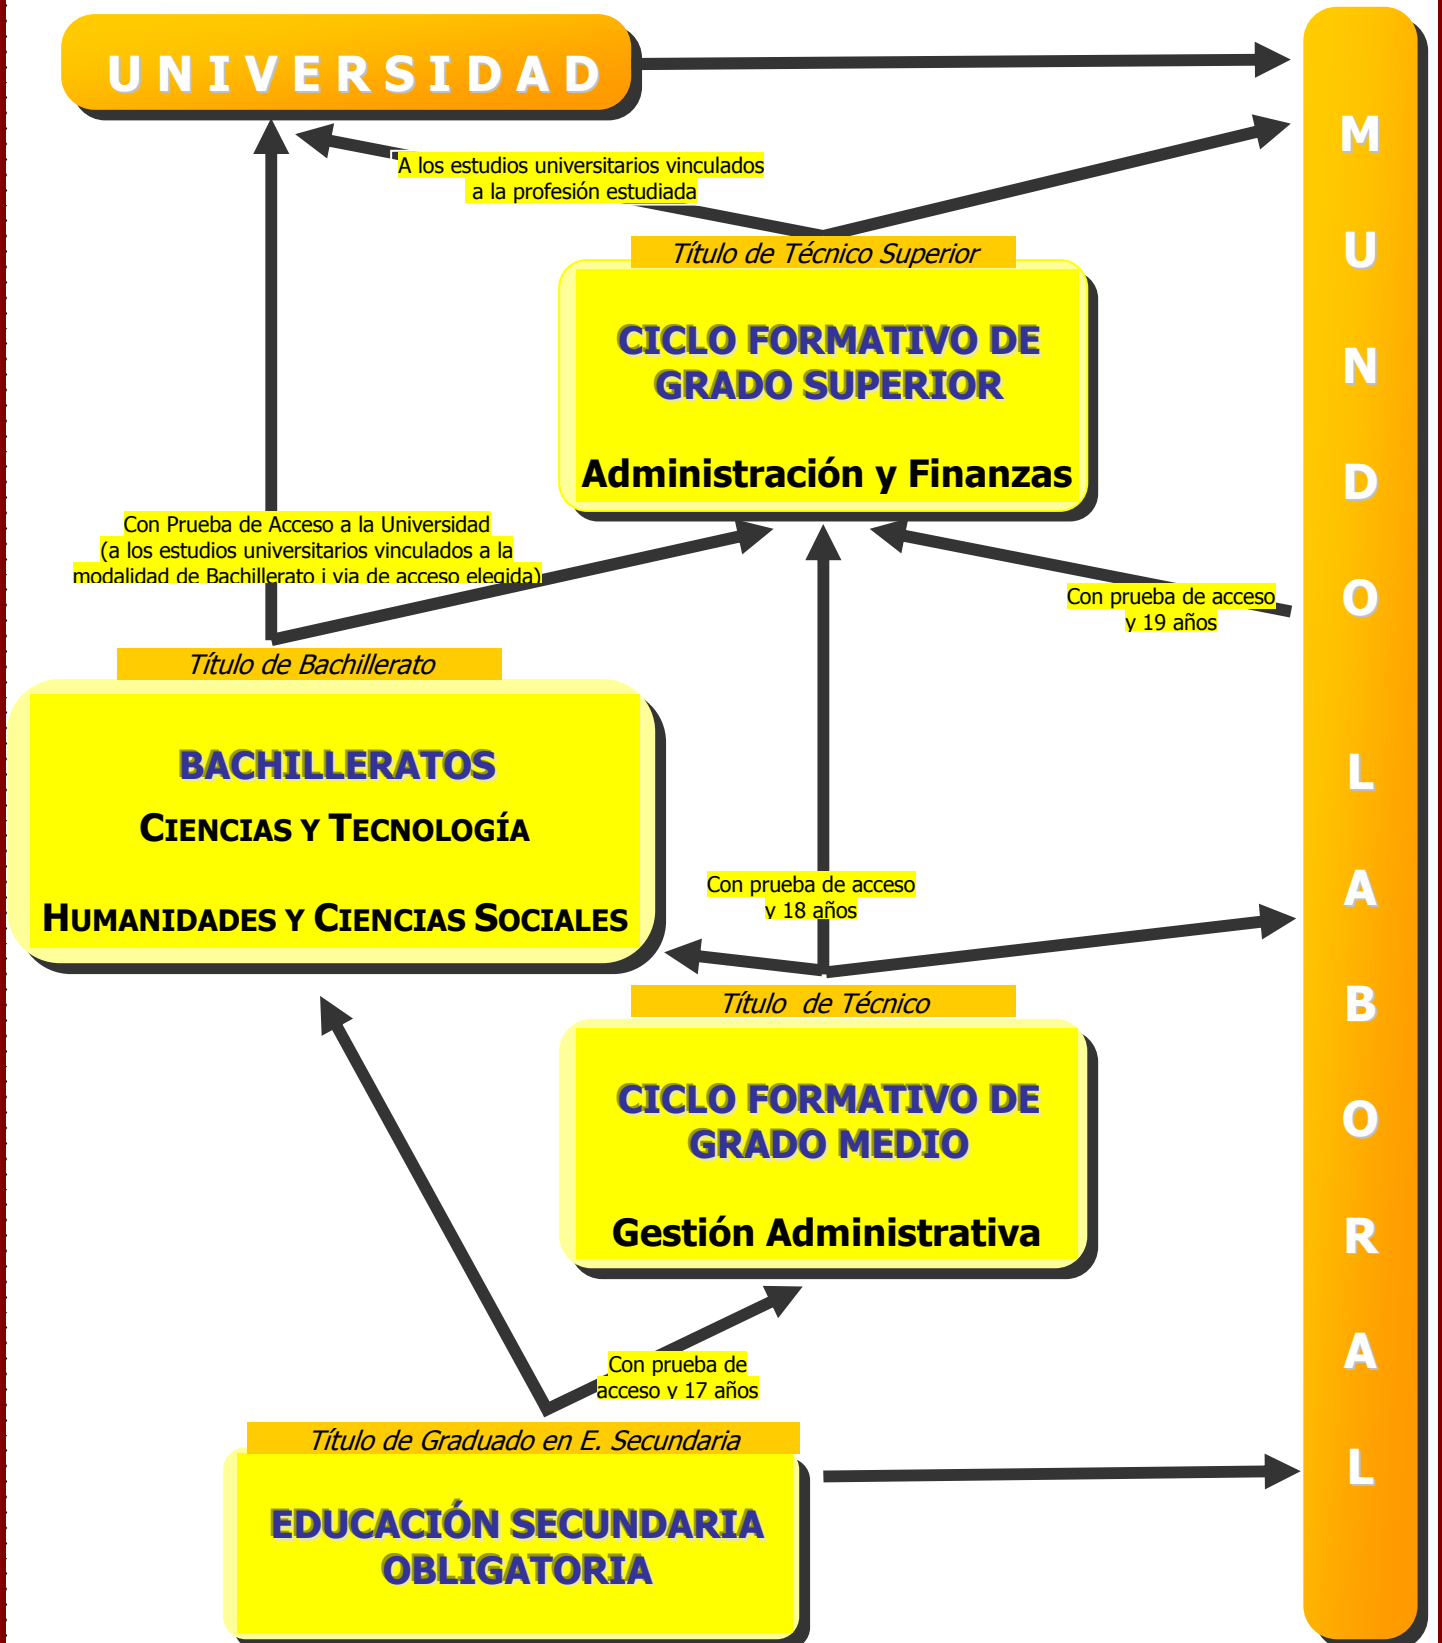 UNIVERSIDAD
A los estudios universitarios vinculados
a la profesión estudiada
Título de Técnico Superior
CICLO FORMATIVO DE
GRADO SUPERIOR
Administración y Finanzas
Con Prueba de Acceso a la Universidad
(a los estudios universitarios vinculados a la
modalidad de Bachillerato i via de acceso elegida)
Con prueba de acceso
y 19 años
Título de Bachillerato
BACHILLERATOS
CIENCIAS Y TECNOLOGÍA
HUMANIDADES Y CIENCIAS SOCIALES
Con prueba de acceso
y 18 años
Título de Técnico
CICLO FORMATIVO DE
GRADO MEDIO
Gestión Administrativa
Con prueba de
acceso y 17 años
Título de Graduado en E. Secundaria
EDUCACIÓN SECUNDARIA
OBLIGATORIA
MUNDO LABORAL